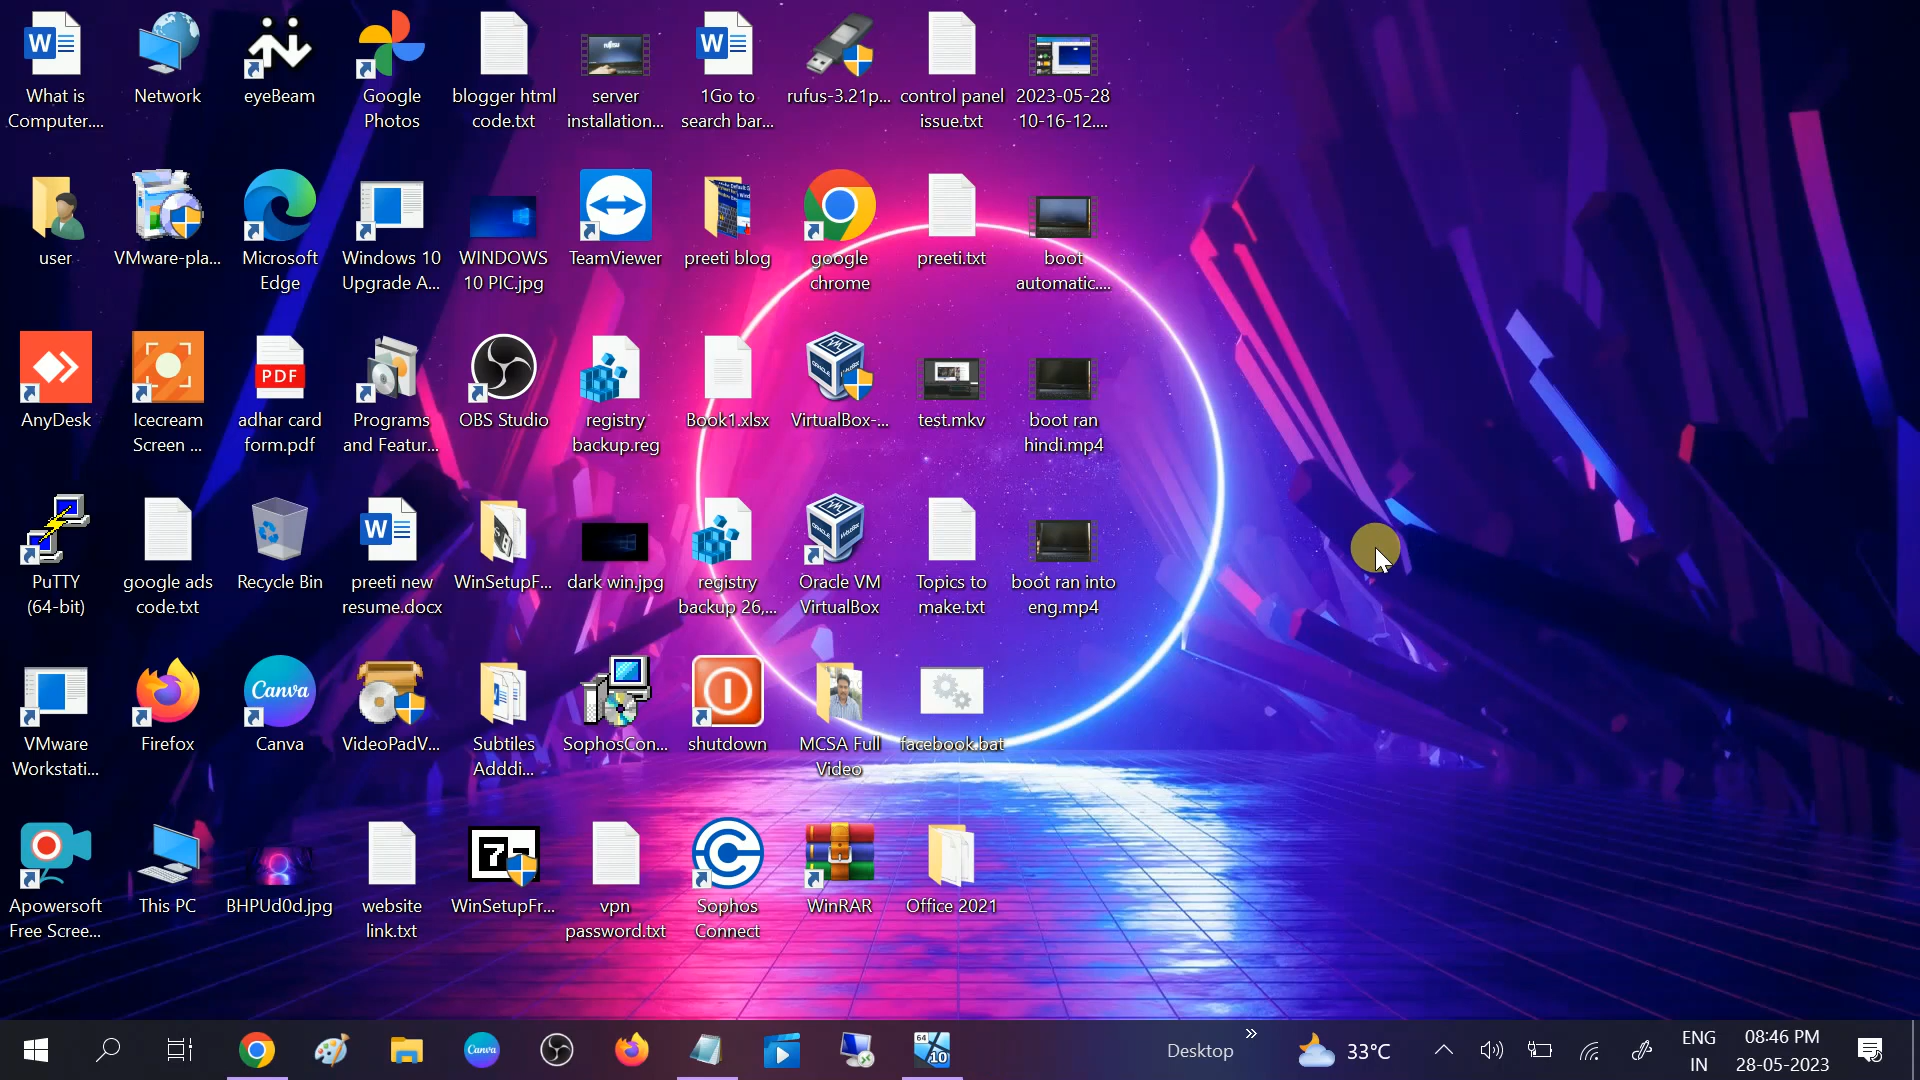 What is
Computer....
Network
eyeBeam
Google
Photos
blogger html
code.txt
server
installation...
1Go to
search bar...
rufus-3.21p...
control panel
issue.txt
2023-05-28
10-16-12....
user
VMware-pla...
Microsoft
Edge
Windows 10
Upgrade A...
WINDOWS
10 PIC.jpg
TeamViewer
preeti blog
google
chrome
preeti.txt
boot
automatic....
AnyDesk
Icecream
Screen ...
PDF
adhar card
form.pdf
Programs
and Featur...
OBS Studio
registry
backup.reg
Book1.xlsx
VirtualBox-...
test.mkv
boot ran
hindi.mp4
PuTTY
(64-bit)
google ads
code.txt
Recycle Bin
preeti new
resume.docx
WinSetupF...
dark win.jpg
registry
backup 26,...
Oracle VM
VirtualBox
Topics to
make.txt
boot ran into
eng.mp4
VMware
Workstati...
Firefox
Canva
Canva
VideoPadV...
Subtiles
Adddi...
SophosCon...
shutdown
MCSA Full
Video
facebook.bat
Apowersoft
Free Scree...
This PC
BHPUd0d.jpg
website
link.txt
WinSetupFr...
vpn
password.txt
Sophos
Connect
WinRAR
Office 2021
Canva
64
10
Desktop
33°C
ENG
IN
08:46 PM
28-05-2023